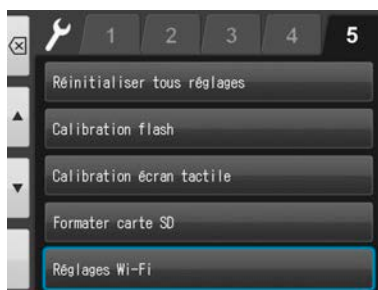 1 2 3 4 5
Réinitialiser tous réglages
Calibration flash
Calibration écran tactile
Formater carte SD
Réglages Wi-Fi